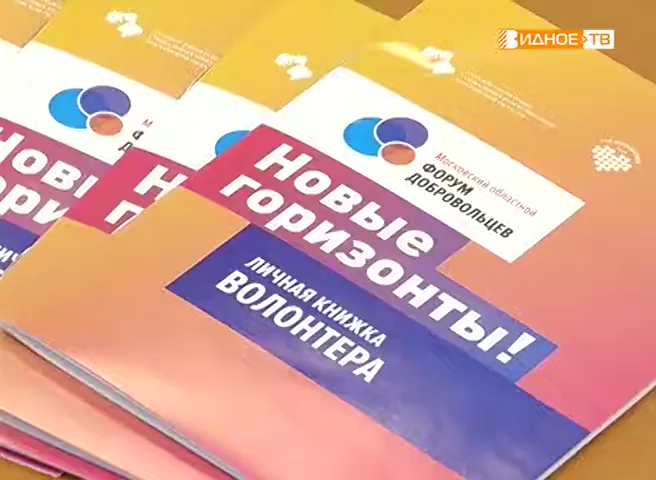 ВИДНОЕ ТВ
Московский областной
ФОРУМ
ДОБРОВОЛЬЦЕВ
Новые
горизонты!
ЛИЧНАЯ КНИЖКА
ВОЛОНТЕРА